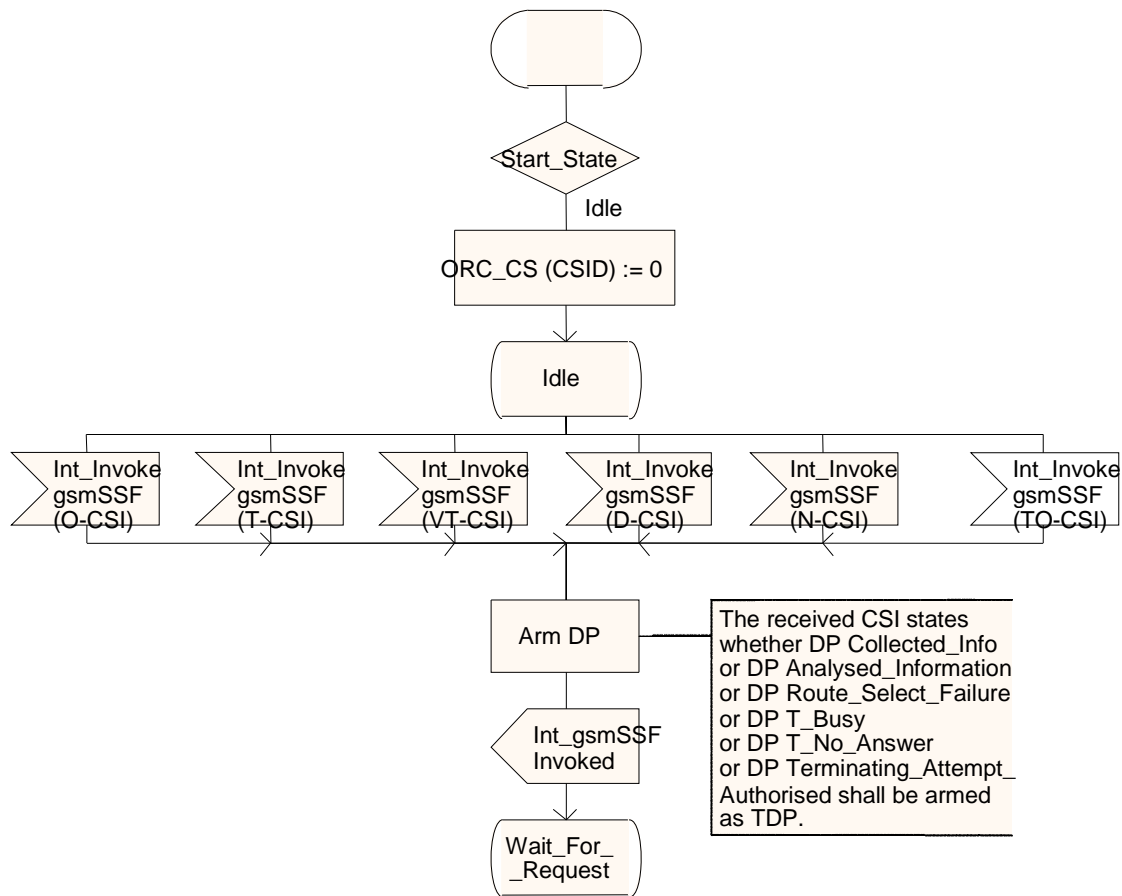 Start_State
Idle
ORC_CS (CSID) := 0
Idle
Int_Invoke
gsmSSF
(O-CSI)
Int_Invoke
gsmSSF
(T-CSI)
Int_Invoke
gsmSSF
(VT-CSI)
Int_Invoke
gsmSSF
(D-CSI)
Int_Invoke
gsmSSF
(N-CSI)
Int_Invoke
gsmSSF
(TO-CSI)
Arm DP
The received CSI states
whether DP Collected_Info
or DP Analysed_Information
or DP Route_Select_Failure
or DP T_Busy
or DP T_No_Answer
or DP Terminating_Attempt_
Authorised shall be armed
as TDP.
Int_gsmSSF
Invoked
Wait_For_
_Request